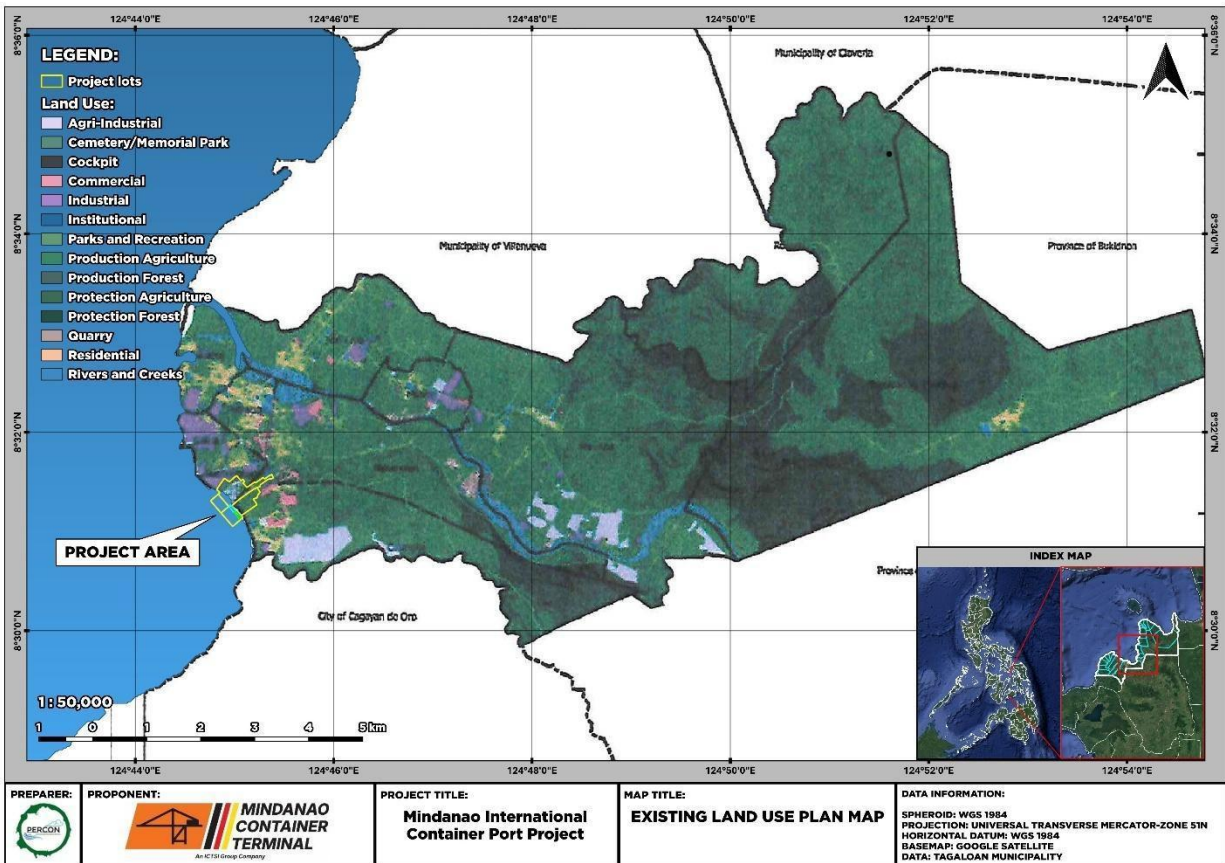 124°44'0"E 124°46'0"E 124°48'0"E 124°50'0"E 124°52'0"E 124°54'0"E
8°36'0"N 8°36'0"N
LEGEND:
Project lots
Land Use:
Agri-Industrial
Cemetery/Memorial Park
Cockpit
Commercial
Industrial
Institutional
Parks and Recreation
Production Agriculture
Production Forest
Protection Agriculture
Protection Forest
Quarry
Residential
Rivers and Creeks
Municipality of Claveria
8°34'0"N 8°34'0"N
Municipality of Villanueva
Province of Bukidnon
8°32'0"N 8°32'0"N
PROJECT AREA
City of Cagayan de Oro
Province
8°30'0"N 8°30'0"N
INDEX MAP
1:50,000
1 0 1 2 3 4 5 km
124°44'0"E 124°46'0"E 124°48'0"E 124°50'0"E 124°52'0"E 124°54'0"E
PREPARER:
PERCON
PROPONENT:
MINDANAO
CONTAINER
TERMINAL
An ICTSI Group Company
PROJECT TITLE:
Mindanao International
Container Port Project
MAP TITLE:
EXISTING LAND USE PLAN MAP
DATA INFORMATION:
SPHEROID: WGS 1984
PROJECTION: UNIVERSAL TRANSVERSE MERCATOR-ZONE 51N
HORIZONTAL DATUM: WGS 1984
BASEMAP: GOOGLE SATELLITE
DATA: TAGALOAN MUNICIPALITY